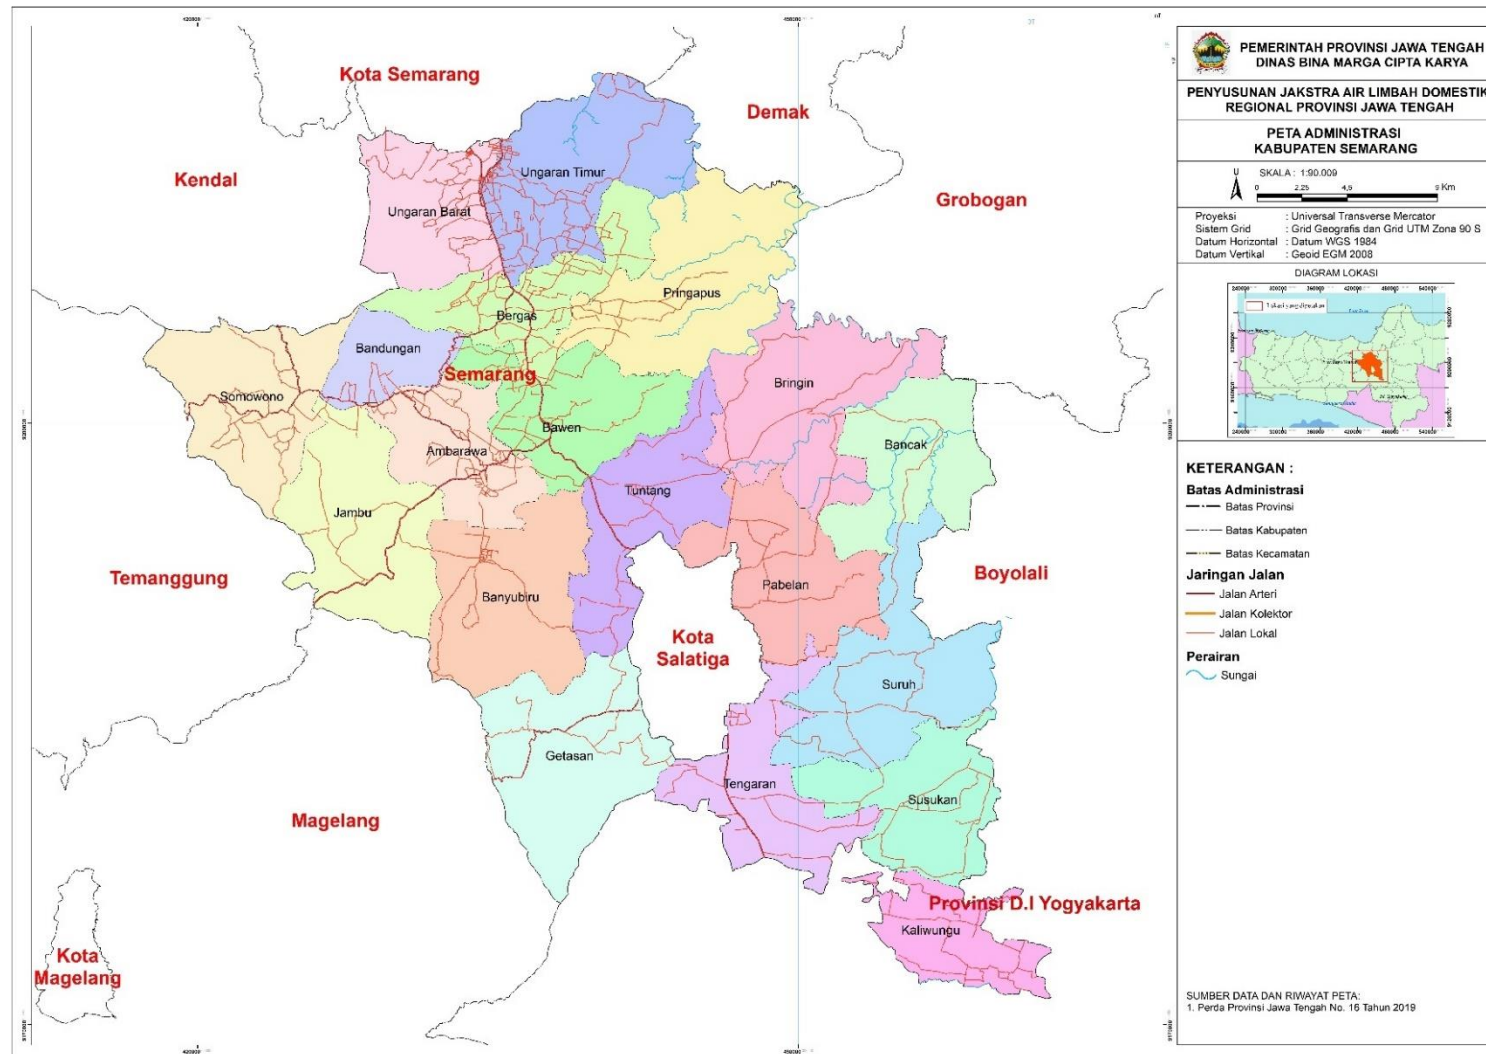 Kota Semarang
Demak
Kendal
Grobogan
Ungaran Timur
Ungaran Barat
Pringapus
Bergas
Bandungan
Semarang
Bringin
Somowono
Bawen
Ambarawa
Bancak
Tuntang
Jambu
Temanggung
Banyubiru
Pabelan
Boyolali
Kota
Salatiga
Suruh
Getasan
Tengaran
Susukan
Magelang
Provinsi D.I Yogyakarta
Kaliwungu
Kota
Magelang
PEMERINTAH PROVINSI JAWA TENGAH
DINAS BINA MARGA CIPTA KARYA
PENYUSUNAN JAKSTRA AIR LIMBAH DOMESTIK
REGIONAL PROVINSI JAWA TENGAH
PETA ADMINISTRASI
KABUPATEN SEMARANG
U
SKALA : 1:90.009
0 2,25 4,5 9 Km
Proyeksi : Universal Transverse Mercator
Sistem Grid : Grid Geografis dan Grid UTM Zona 90 S
Datum Horizontal : Datum WGS 1984
Datum Vertikal : Geoid EGM 2008
DIAGRAM LOKASI
KETERANGAN :
Batas Administrasi
Batas Provinsi
Batas Kabupaten
Batas Kecamatan
Jaringan Jalan
Jalan Arteri
Jalan Kolektor
Jalan Lokal
Perairan
Sungai
SUMBER DATA DAN RIWAYAT PETA:
1. Perda Provinsi Jawa Tengah No. 16 Tahun 2019